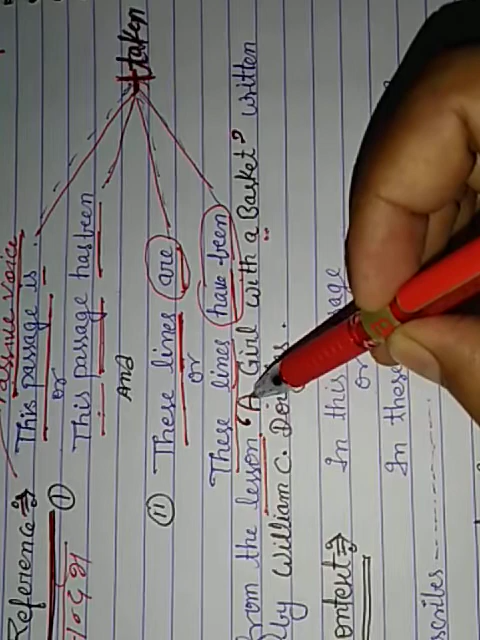 Passive voice
Reference ⇒ This passage is
सन्दर्भ ① or
This passage has been
taken
And
ⅱ These lines are
or
These lines have been
from the lesson "A Girl with a Basket" written
by William C.
Context ⇒ In this
or
In these